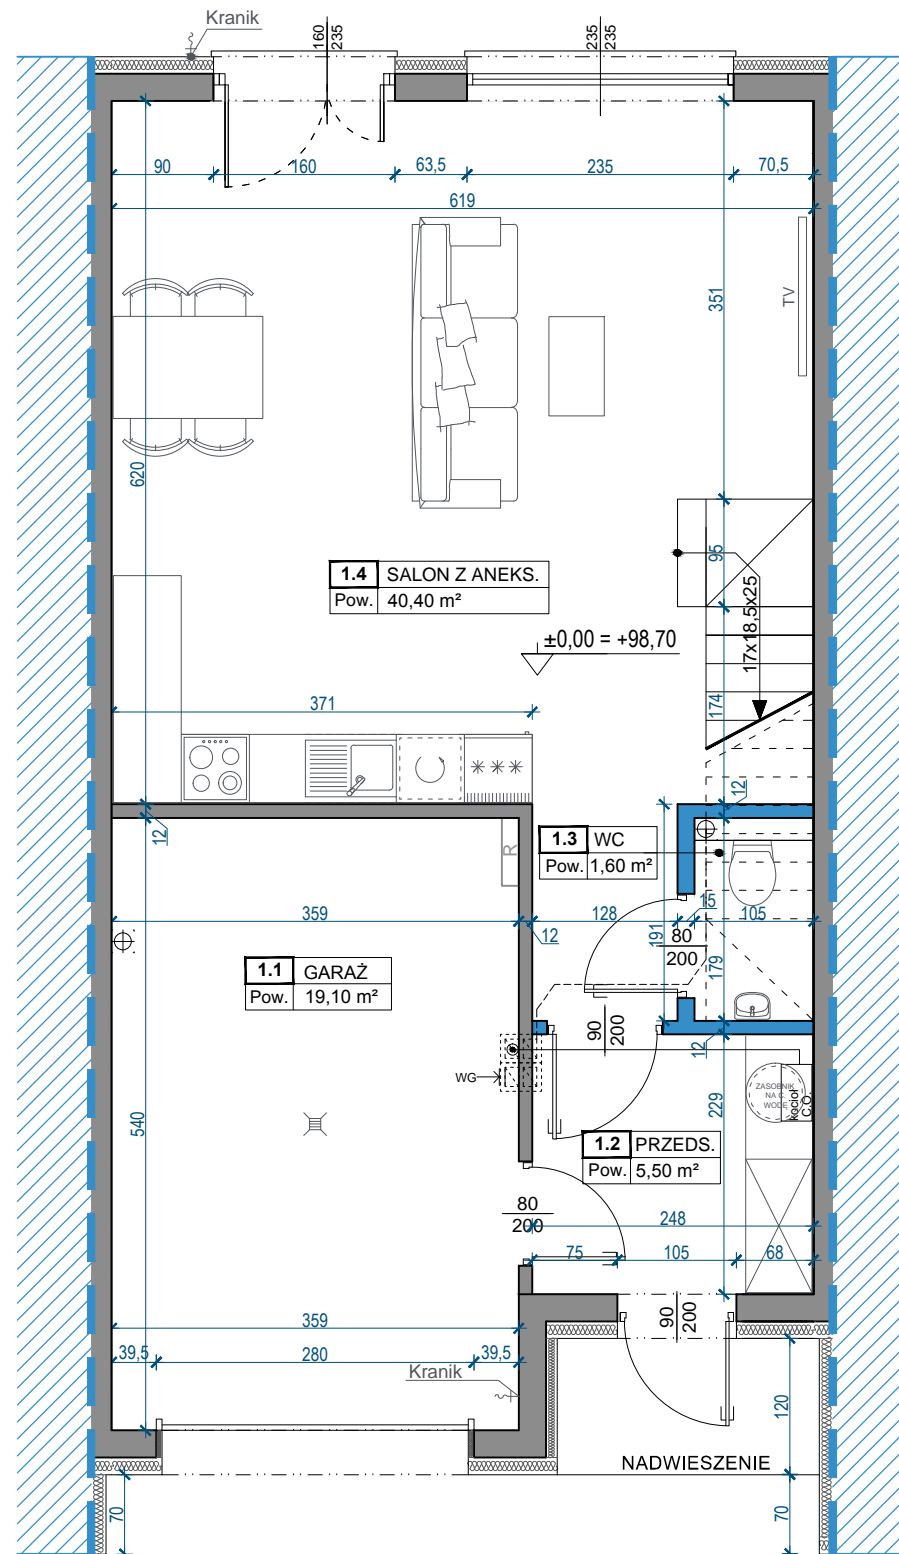 Kranik
160
235
235
235
90
160
63,5
235
70,5
619
351
TV
620
95
1.4 SALON Z ANEKS.
Pow. 40,40 m²
17x18,5x25
±0,00 = +98,70
371
174
12
12
1.3 WC
Pow. 1,60 m²
R
359
12
128
15
105
191
80
200
179
1.1 GARAŻ
Pow. 19,10 m²
90
200
12
WG
ZASOBNIK
NA C.
WODĘ
kocioł
C.O.
229
540
1.2 PRZEDS.
Pow. 5,50 m²
80
200
248
75
105
68
359
90
200
39,5
280
39,5
Kranik
120
NADWIESZENIE
70
70